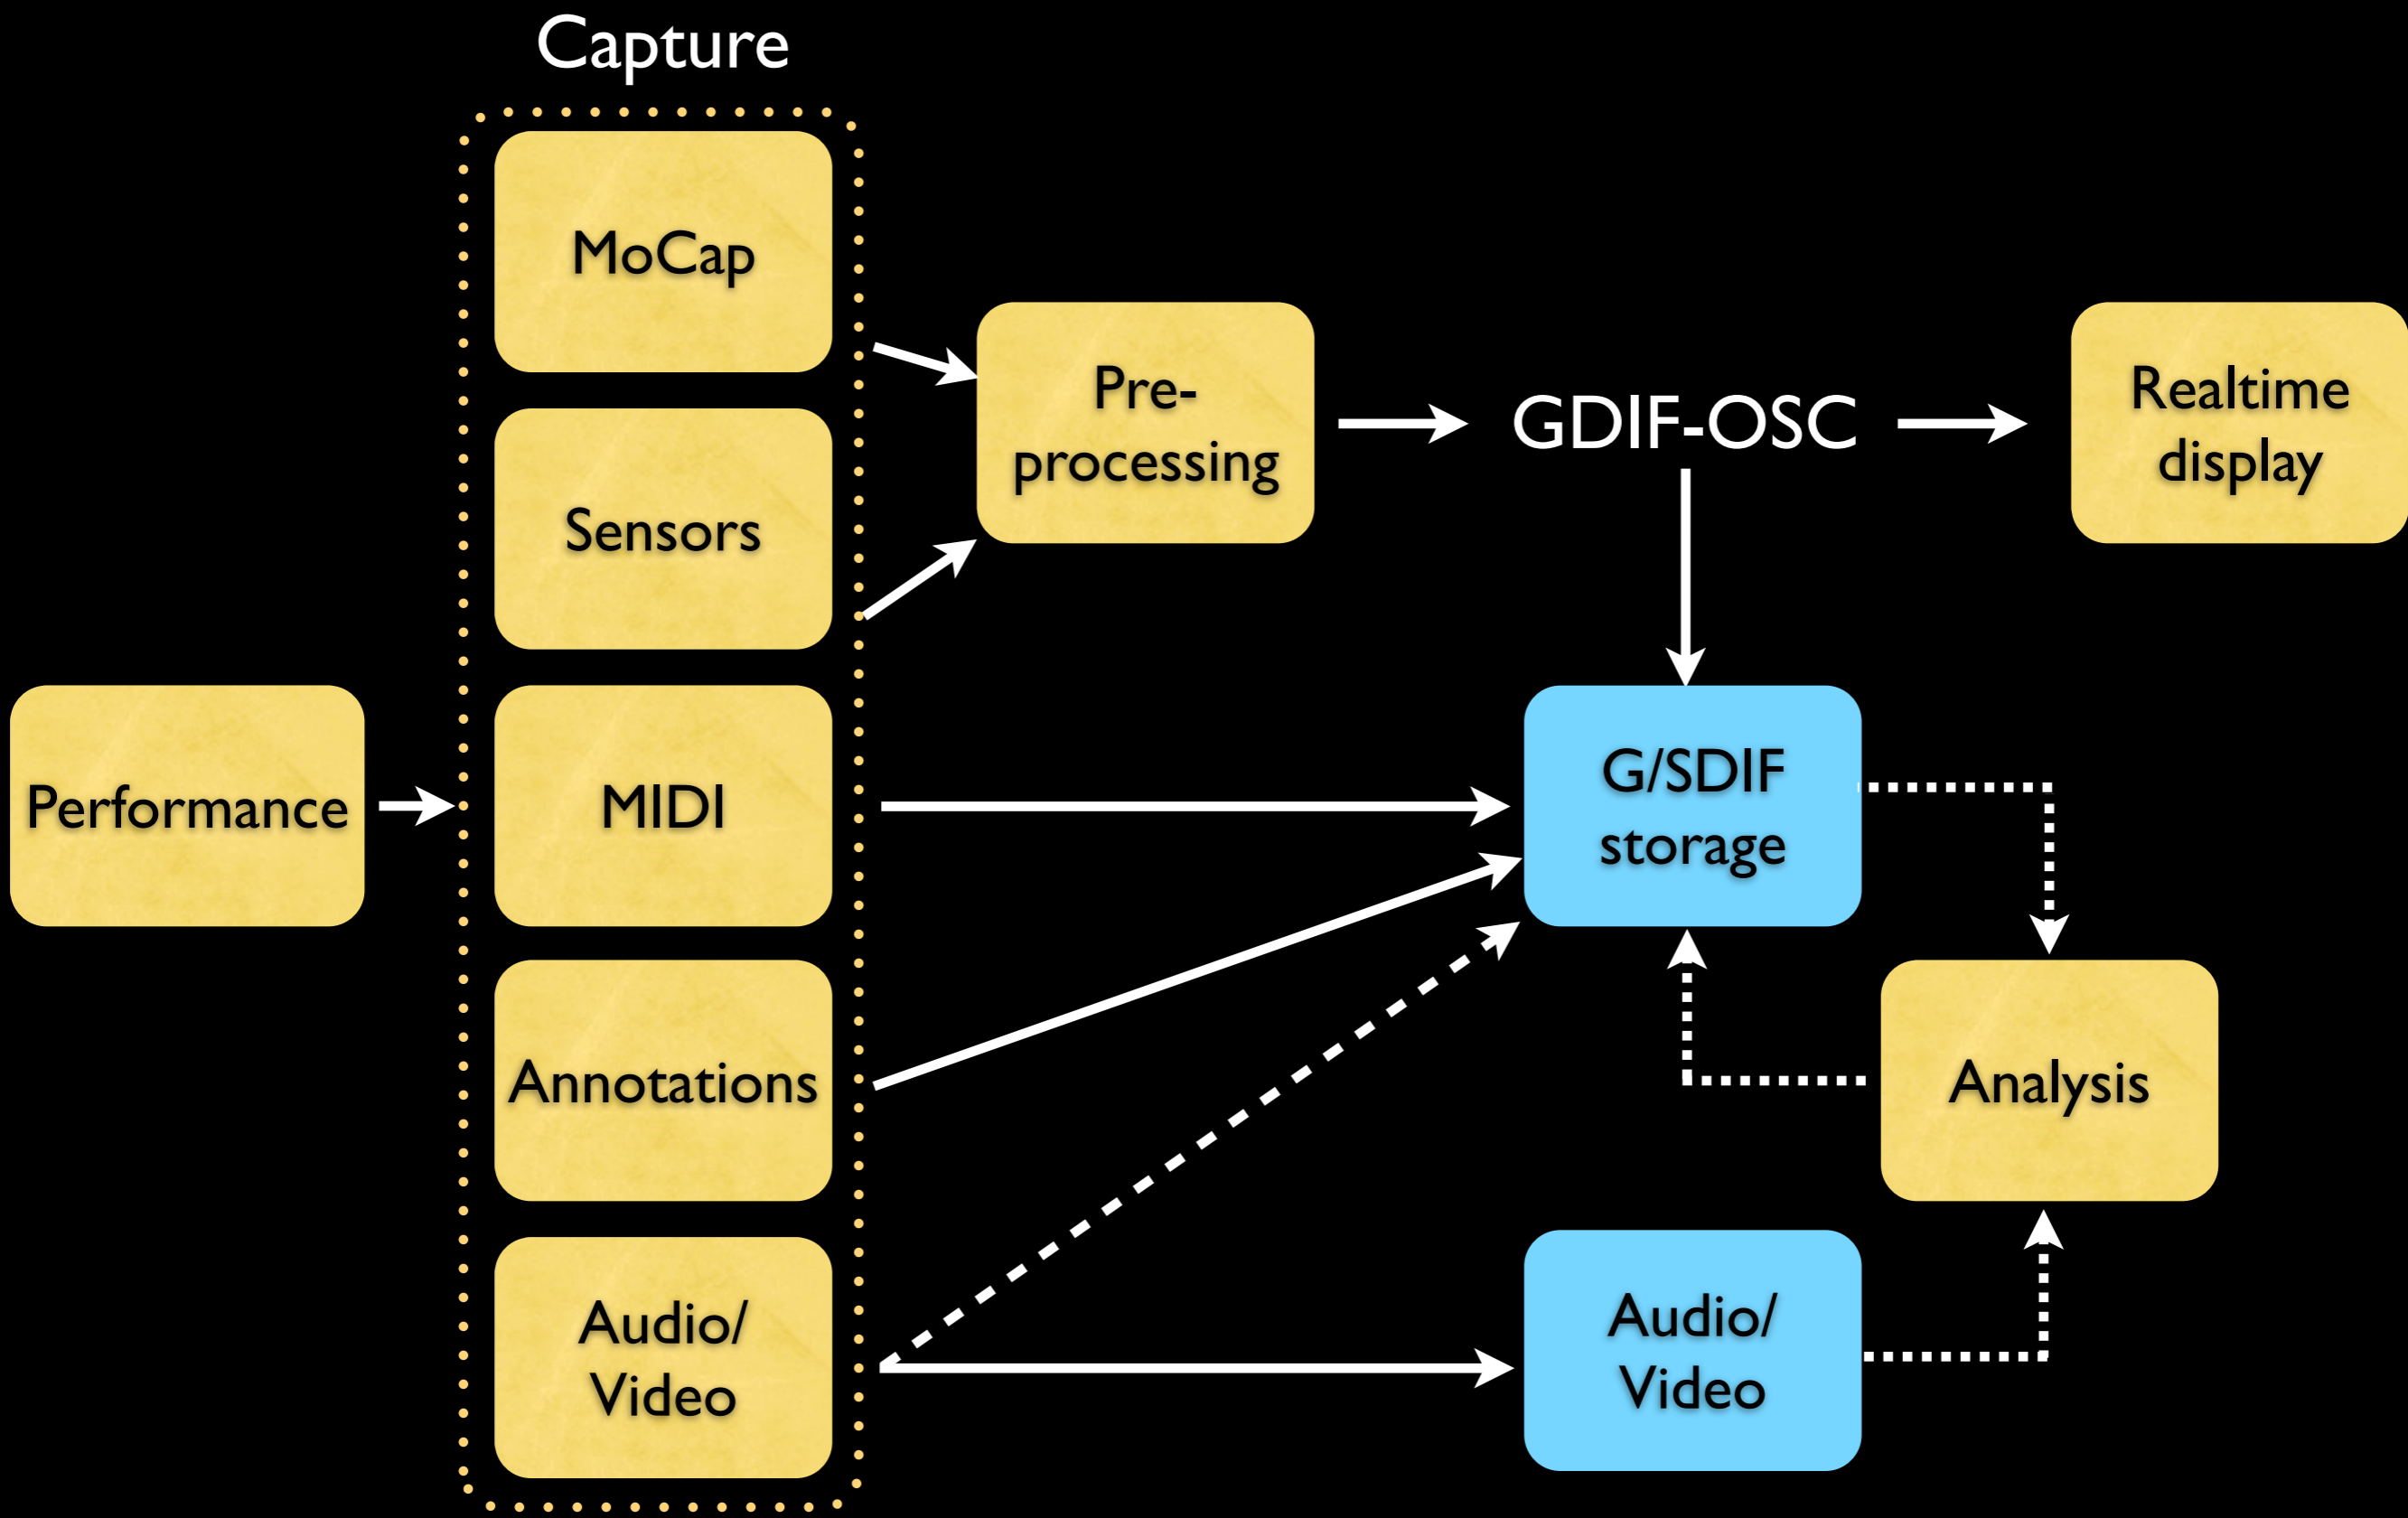 Capture
MoCap
Sensors
MIDI
Annotations
Audio/
Video
Performance
Pre-
processing
GDIF-OSC
Realtime
display
G/SDIF
storage
Analysis
Audio/
Video